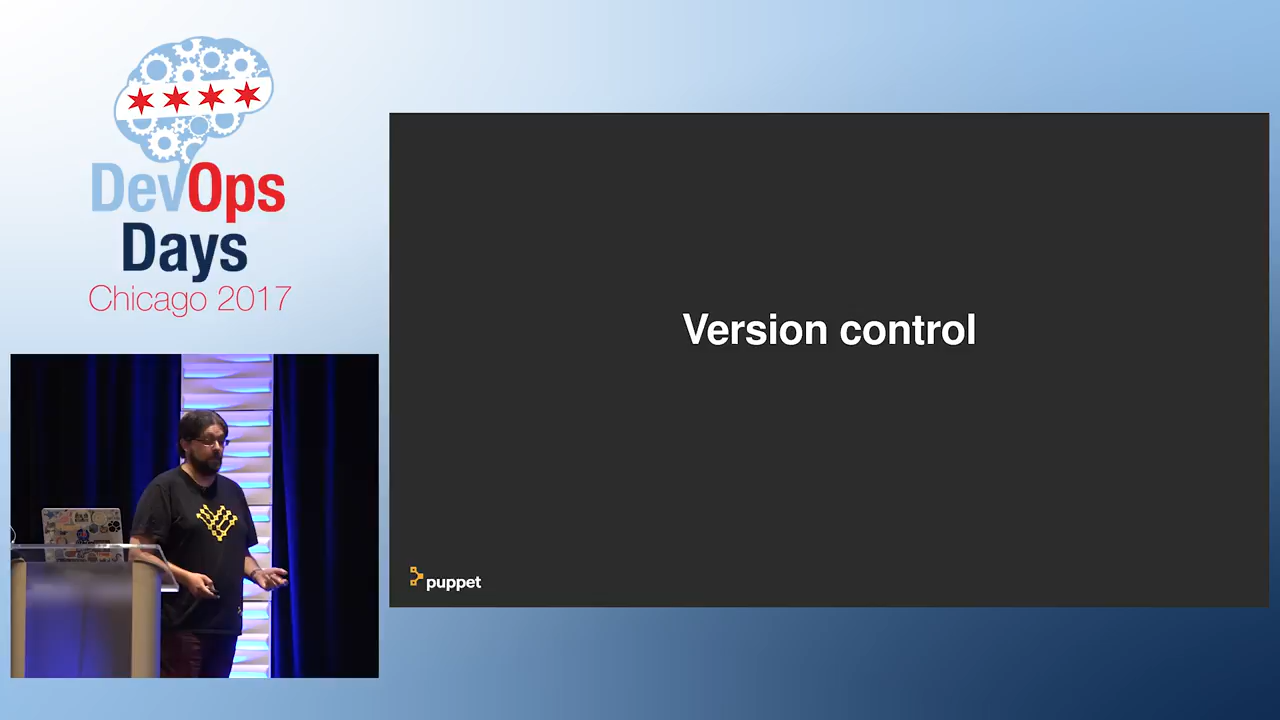 DevOps
Days
Chicago 2017
Version control
puppet